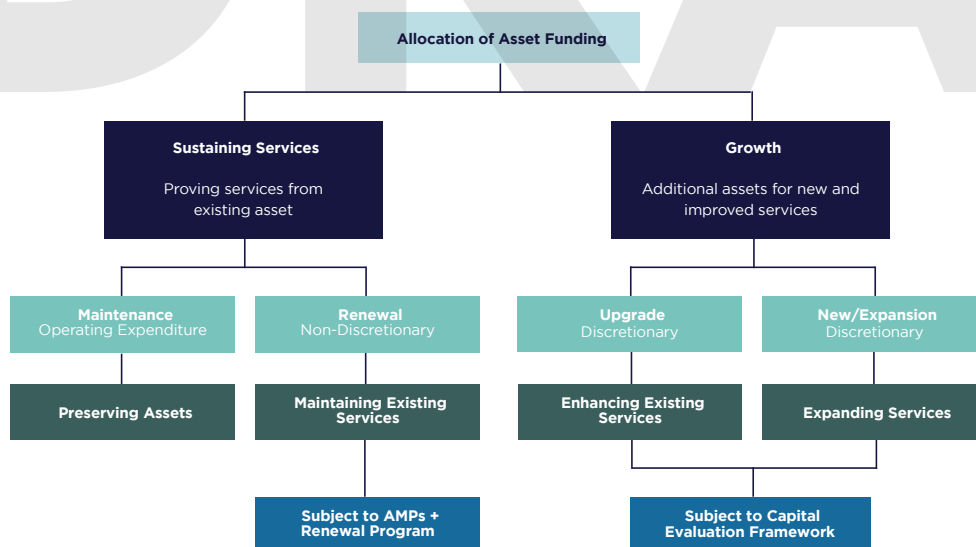 Allocation of Asset Funding
Sustaining Services
Proving services from
existing asset
Growth
Additional assets for new and
improved services
Maintenance
Operating Expenditure
Renewal
Non-Discretionary
Upgrade
Discretionary
New/Expansion
Discretionary
Preserving Assets
Maintaining Existing
Services
Enhancing Existing
Services
Expanding Services
Subject to AMPs +
Renewal Program
Subject to Capital
Evaluation Framework